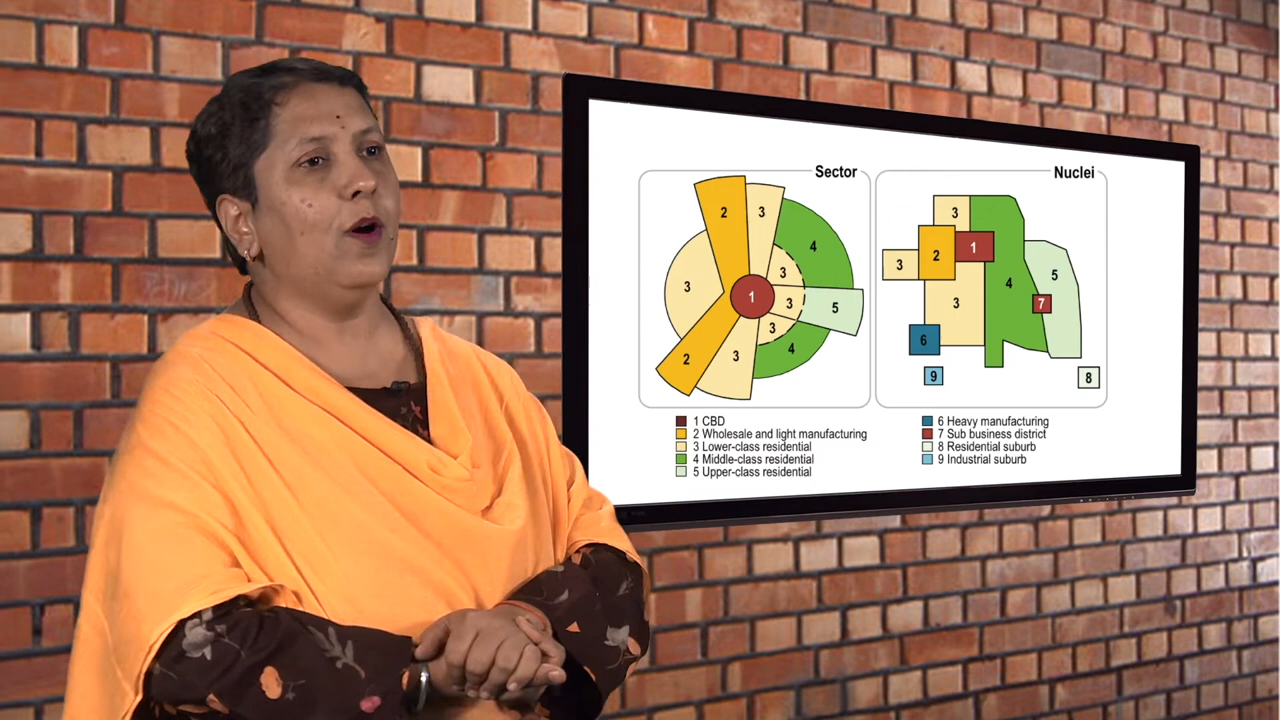 Sector
2
3
4
3
3
1
3
5
3
2
3
4
Nuclei
3
1
2
3
5
4
3
7
6
9
8
1 CBD
2 Wholesale and light manufacturing
3 Lower-class residential
4 Middle-class residential
5 Upper-class residential
6 Heavy manufacturing
7 Sub business district
8 Residential suburb
9 Industrial suburb